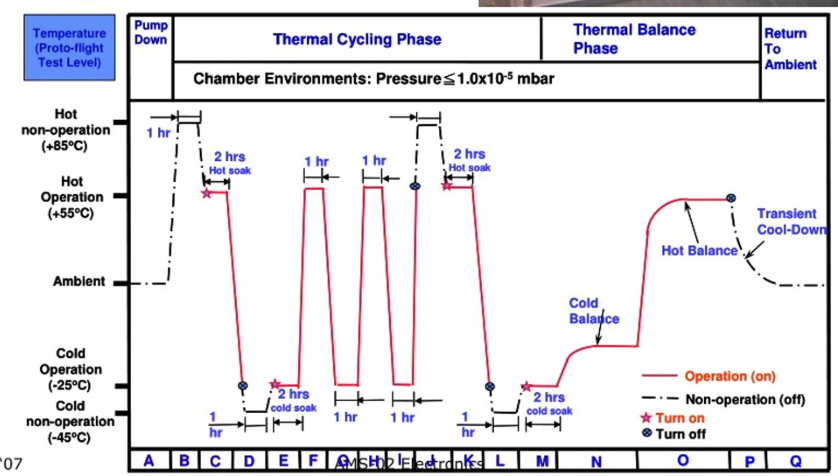 Temperature
(Proto-flight
Test Level)
Pump
Down
Thermal Cycling Phase
Thermal Balance
Phase
Return
To
Ambient
Chamber Environments: Pressure≦1.0x10-5 mbar
Hot
non-operation
(+85ºC)
1 hr
2 hrs
Hot soak
1 hr
1 hr
2 hrs
Hot soak
Hot
Operation
(+55ºC)
Transient
Cool-Down
Hot Balance
Ambient
Cold
Balance
Cold
Operation
(-25ºC)
Operation (on)
Non-operation (off)
Turn on
Turn off
Cold
non-operation
(-45ºC)
1
hr
2 hrs
cold soak
1 hr
1 hr
1
hr
2 hrs
cold soak
A B C D E F G H I J K L M N O P Q
'07
AMS-02 Electronics